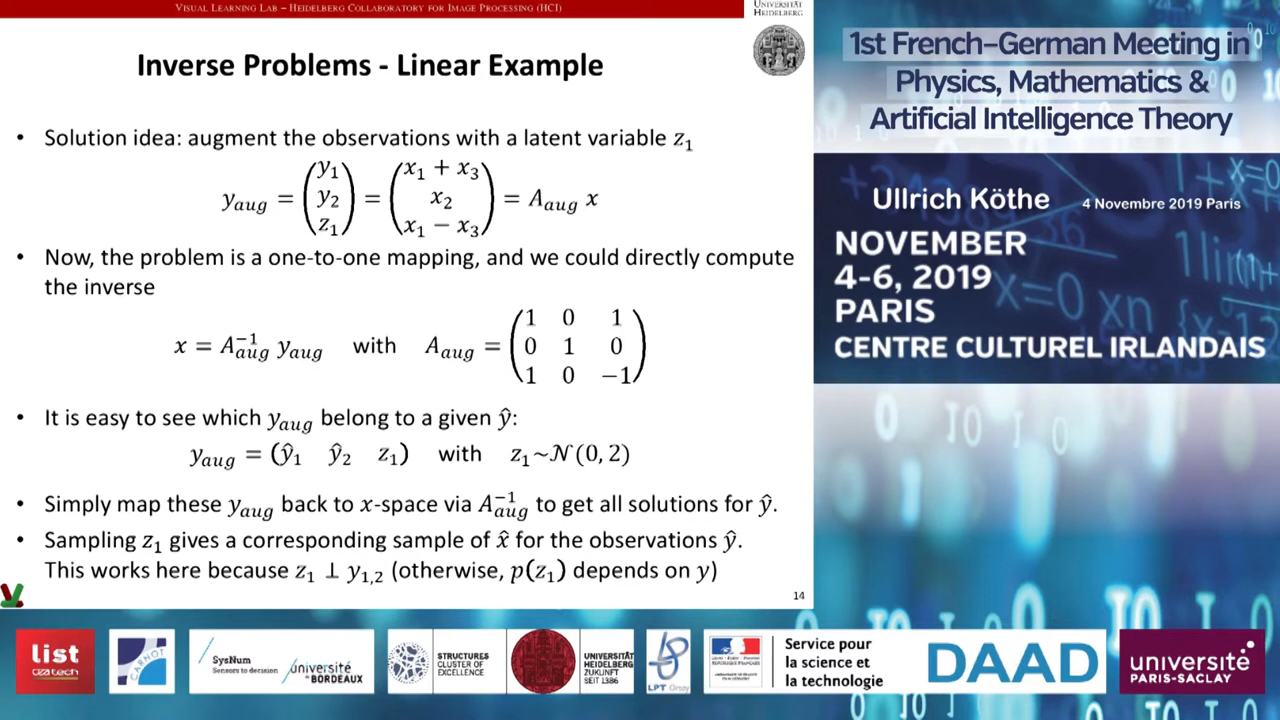 VISUAL LEARNING LAB – HEIDELBERG COLLABORATORY FOR IMAGE PROCESSING (HCI)
UNIVERSITÄT
HEIDELBERG
Inverse Problems - Linear Example
• Solution idea: augment the observations with a latent variable z₁
y_aug = (y₁ y₂ z₁) = (x₁ + x₃ x₂ x₁ − x₃) = A_aug x
• Now, the problem is a one-to-one mapping, and we could directly compute
the inverse
x = A_aug⁻¹ y_aug with A_aug = (1 0 1 0 1 0 1 0 −1)
• It is easy to see which y_aug belong to a given ŷ:
y_aug = (ŷ₁ ŷ₂ z₁) with z₁~𝒩(0, 2)
• Simply map these y_aug back to x-space via A_aug⁻¹ to get all solutions for ŷ.
• Sampling z₁ gives a corresponding sample of x̂ for the observations ŷ.
This works here because z₁ ⊥ y₁,₂ (otherwise, p(z₁) depends on y)
14
1st French–German Meeting in
Physics, Mathematics &
Artificial Intelligence Theory
Ullrich Köthe 4 Novembre 2019 Paris
NOVEMBER
4-6, 2019
PARIS
CENTRE CULTUREL IRLANDAIS
list
ceatech
CARNOT
SysNum
Sensors to decision
université
de BORDEAUX
STRUCTURES
CLUSTER OF
EXCELLENCE
UNIVERSITÄT
HEIDELBERG
ZUKUNFT
SEIT 1386
LPT Orsay
Service pour
la science et
la technologie
DAAD
université
PARIS-SACLAY